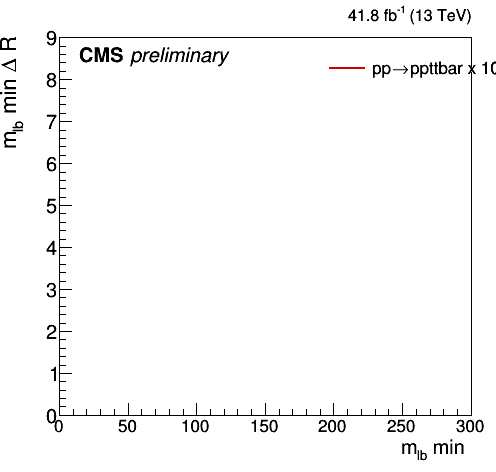 41.8 fb⁻¹ (13 TeV)
CMS preliminary
pp→ppttbar x 10
m_lb min Δ R
9
8
7
6
5
4
3
2
1
0
0 50 100 150 200 250 300
m_lb min